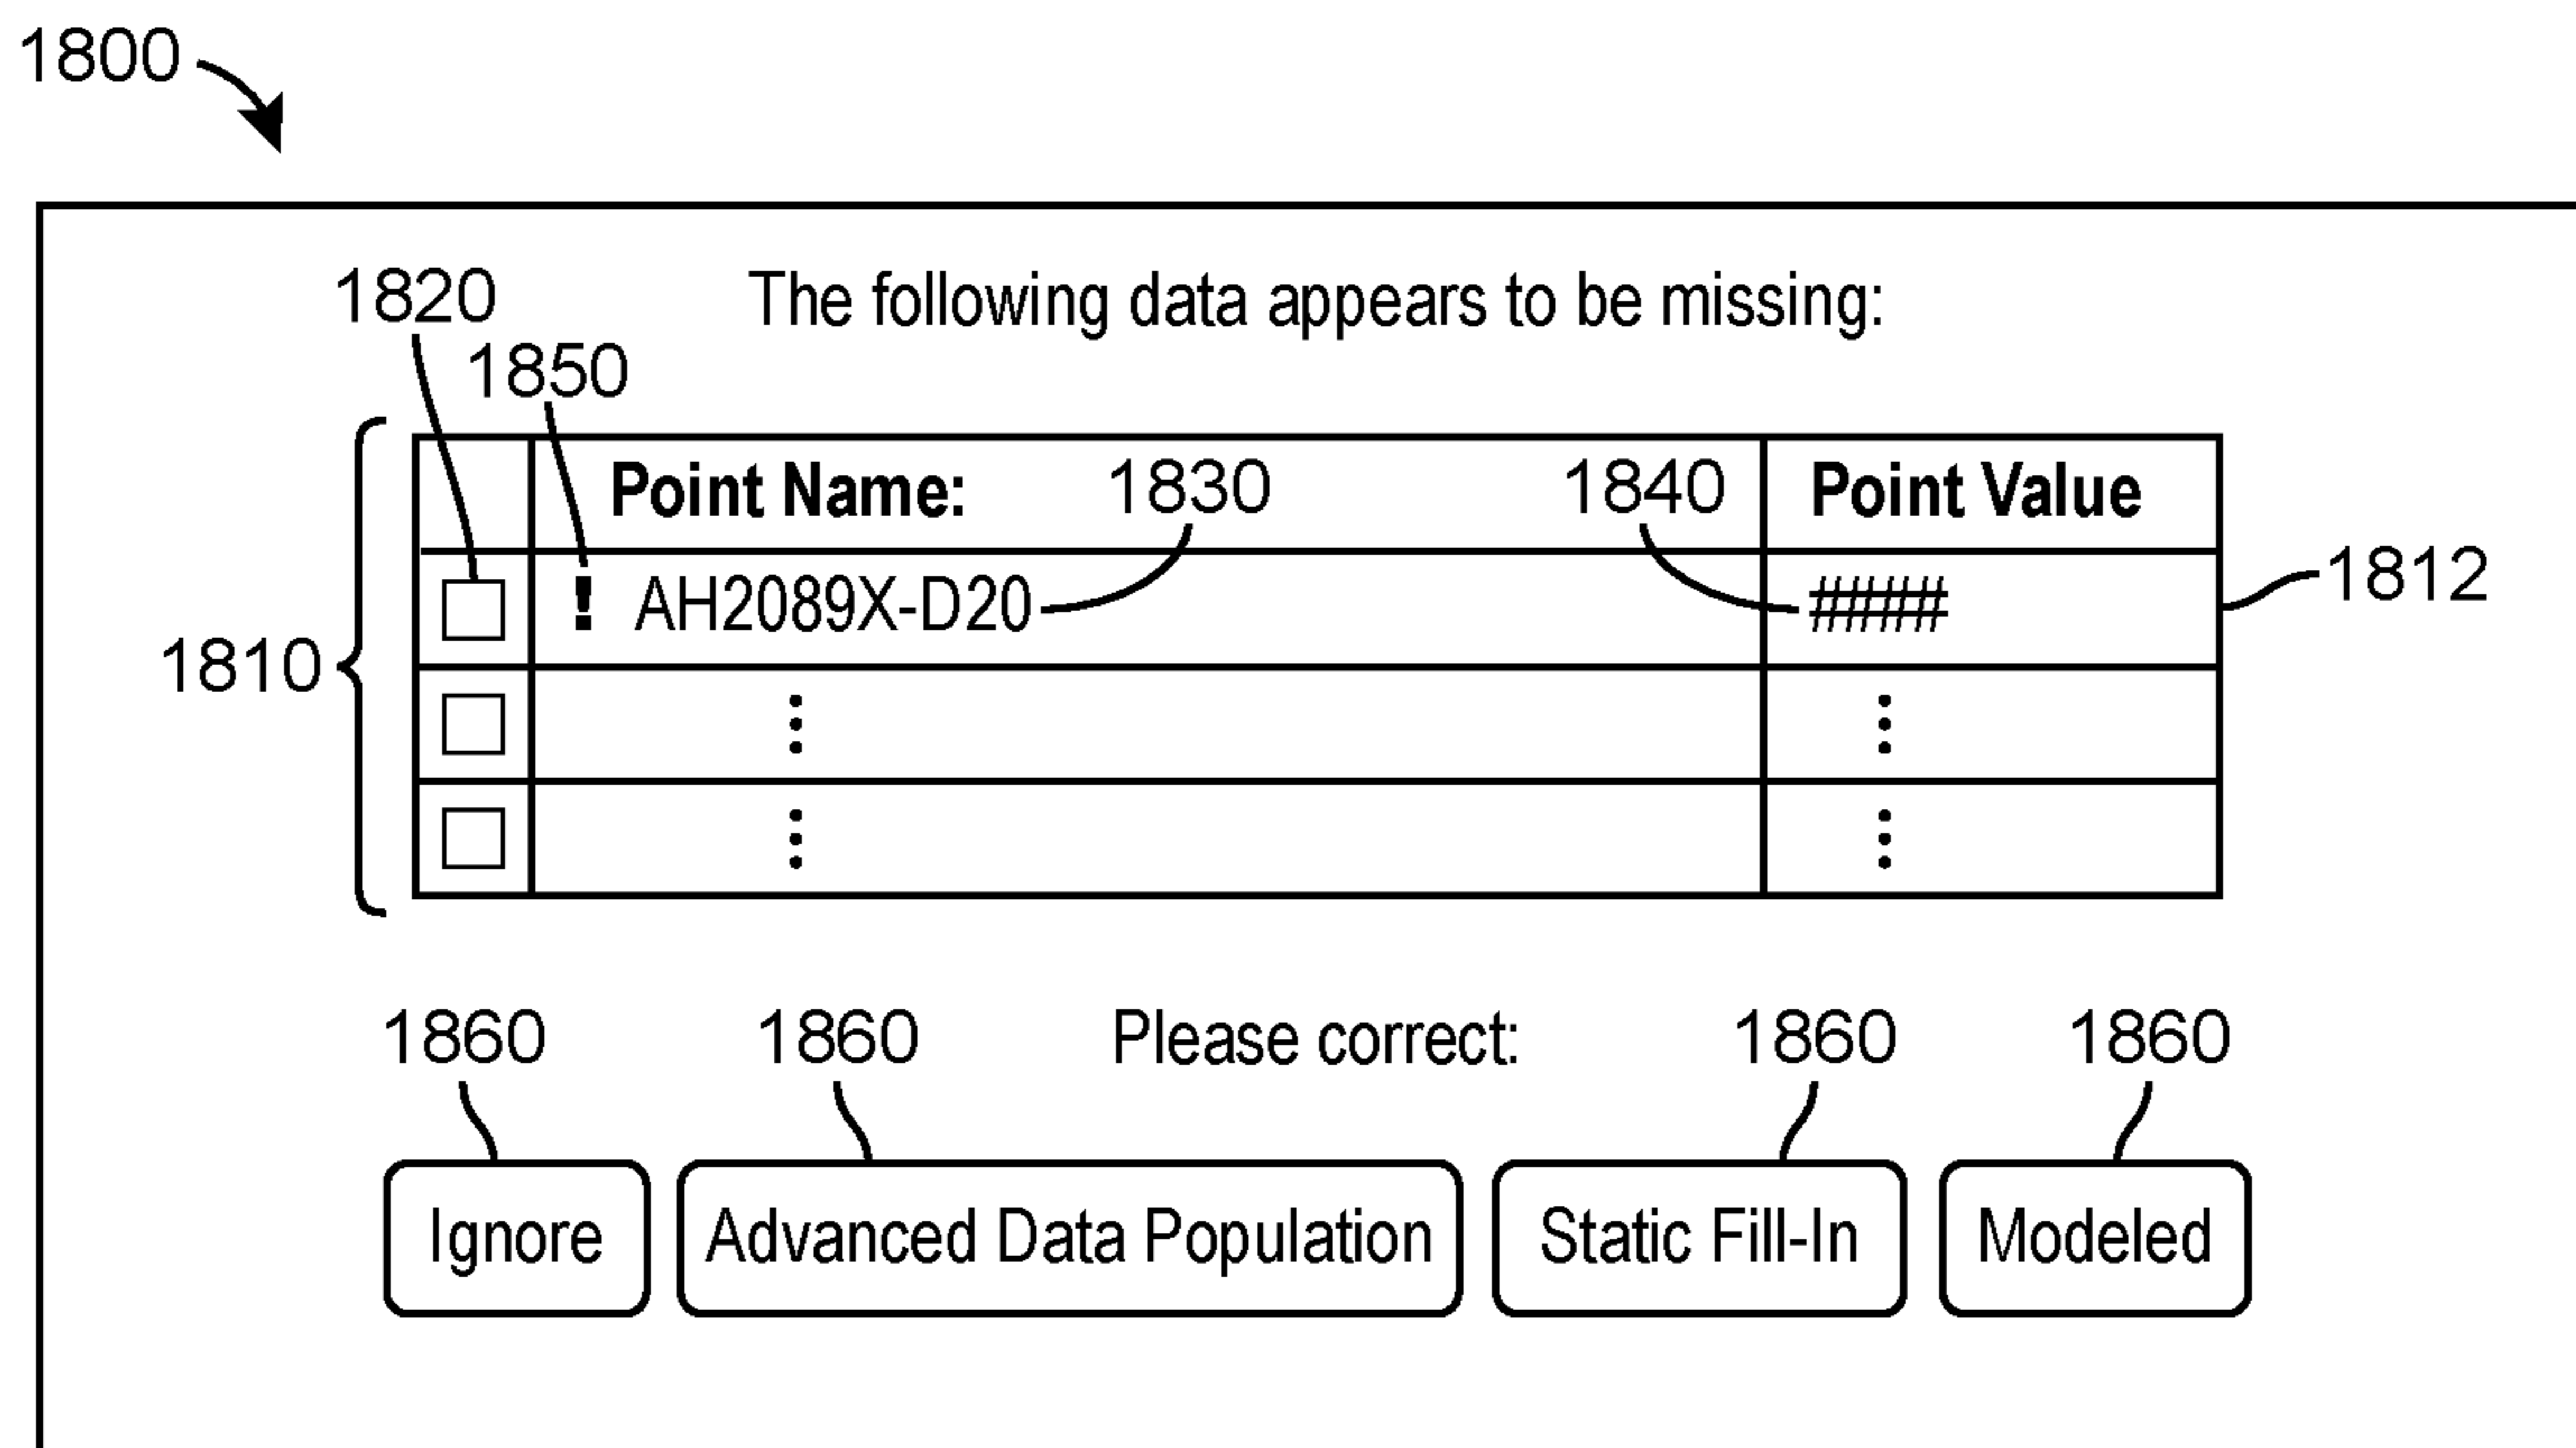 1800
The following data appears to be missing:
1820
1850
Point Name: 1830 1840 Point Value
! AH2089X-D20 ######## 1812
1810
1860 1860 Please correct: 1860 1860
Ignore Advanced Data Population Static Fill-In Modeled